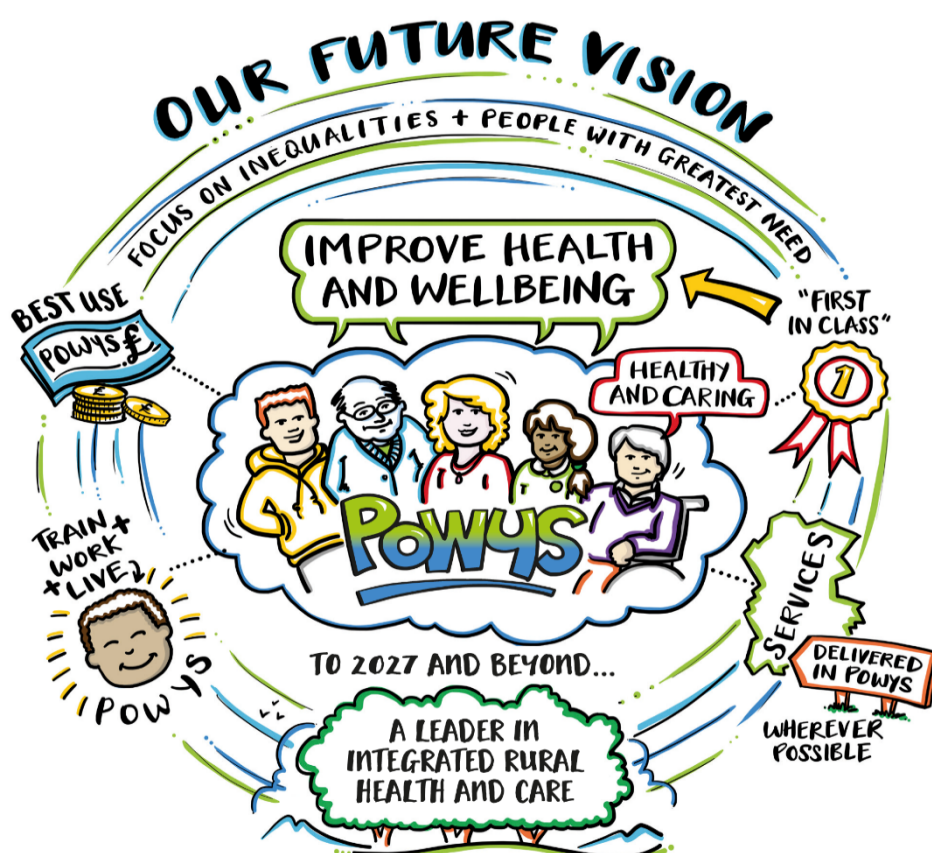 OUR FUTURE VISION
FOCUS ON INEQUALITIES + PEOPLE WITH GREATEST NEED
IMPROVE HEALTH
AND WELLBEING
BEST USE
POWYS £
"FIRST
IN CLASS"
1
HEALTHY
AND CARING
POWYS
TRAIN +
WORK
+ LIVE
POWYS
SERVICES
DELIVERED
IN POWYS
WHEREVER
POSSIBLE
TO 2027 AND BEYOND...
A LEADER IN
INTEGRATED RURAL
HEALTH AND CARE